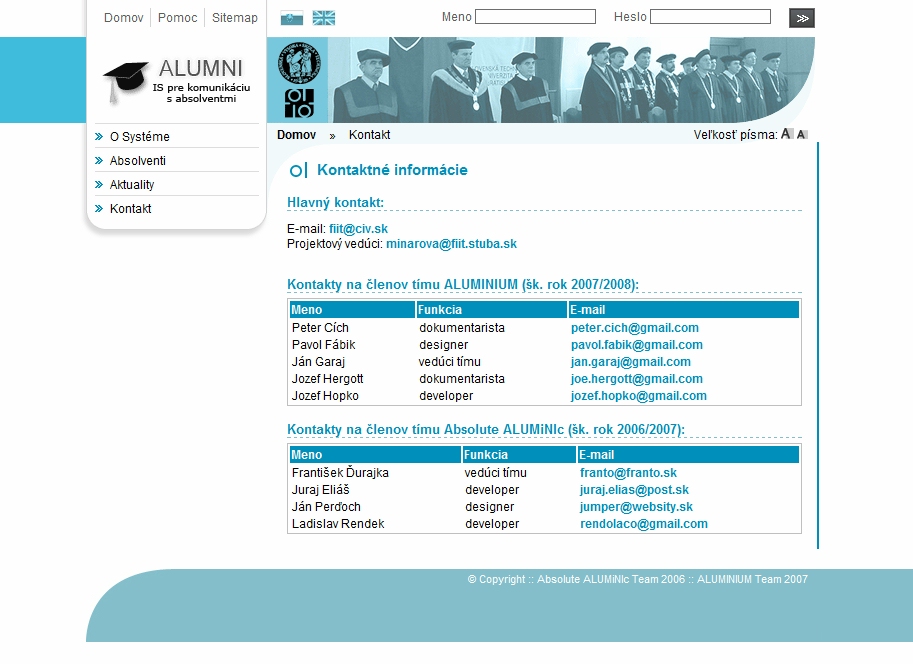 Domov Pomoc Sitemap Meno Heslo
ALUMNI
IS pre komunikáciu
s absolventmi
SLOVENSKÁ TECHNICKÁ
O Systéme
Absolventi
Aktuality
Kontakt
Domov » Kontakt Veľkosť písma: A A
Kontaktné informácie
Hlavný kontakt:
E-mail: fiit@civ.sk
Projektový vedúci: minarova@fiit.stuba.sk
Kontakty na členov tímu ALUMINIUM (šk. rok 2007/2008):
Meno Funkcia E-mail
Peter Cích dokumentarista peter.cich@gmail.com
Pavol Fábik designer pavol.fabik@gmail.com
Ján Garaj vedúci tímu jan.garaj@gmail.com
Jozef Hergott dokumentarista joe.hergott@gmail.com
Jozef Hopko developer jozef.hopko@gmail.com
Kontakty na členov tímu Absolute ALUMiNIc (šk. rok 2006/2007):
Meno Funkcia E-mail
František Ďurajka vedúci tímu franto@franto.sk
Juraj Eliáš developer juraj.elias@post.sk
Ján Perďoch designer jumper@websity.sk
Ladislav Rendek developer rendolaco@gmail.com
© Copyright :: Absolute ALUMiNIc Team 2006 :: ALUMINIUM Team 2007